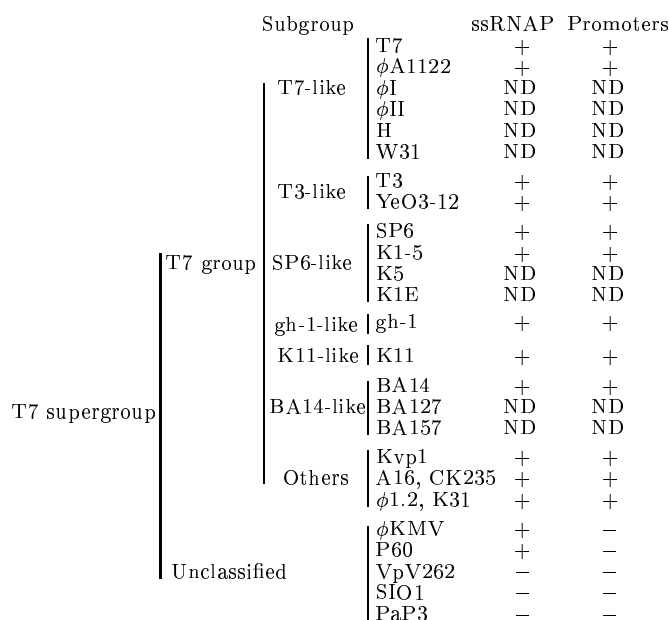 Subgroup ssRNAP Promoters
T7 + +
ϕA1122 + +
T7-like ϕI ND ND
ϕII ND ND
H ND ND
W31 ND ND
T3 + +
T3-like YeO3-12 + +
SP6 + +
K1-5 + +
T7 group SP6-like K5 ND ND
K1E ND ND
gh-1-like gh-1 + +
K11-like K11 + +
BA14 + +
T7 supergroup BA14-like BA127 ND ND
BA157 ND ND
Kvp1 + +
Others A16, CK235 + +
ϕ1.2, K31 + +
ϕKMV + −
P60 + −
Unclassified VpV262 − −
SIO1 − −
PaP3 − −